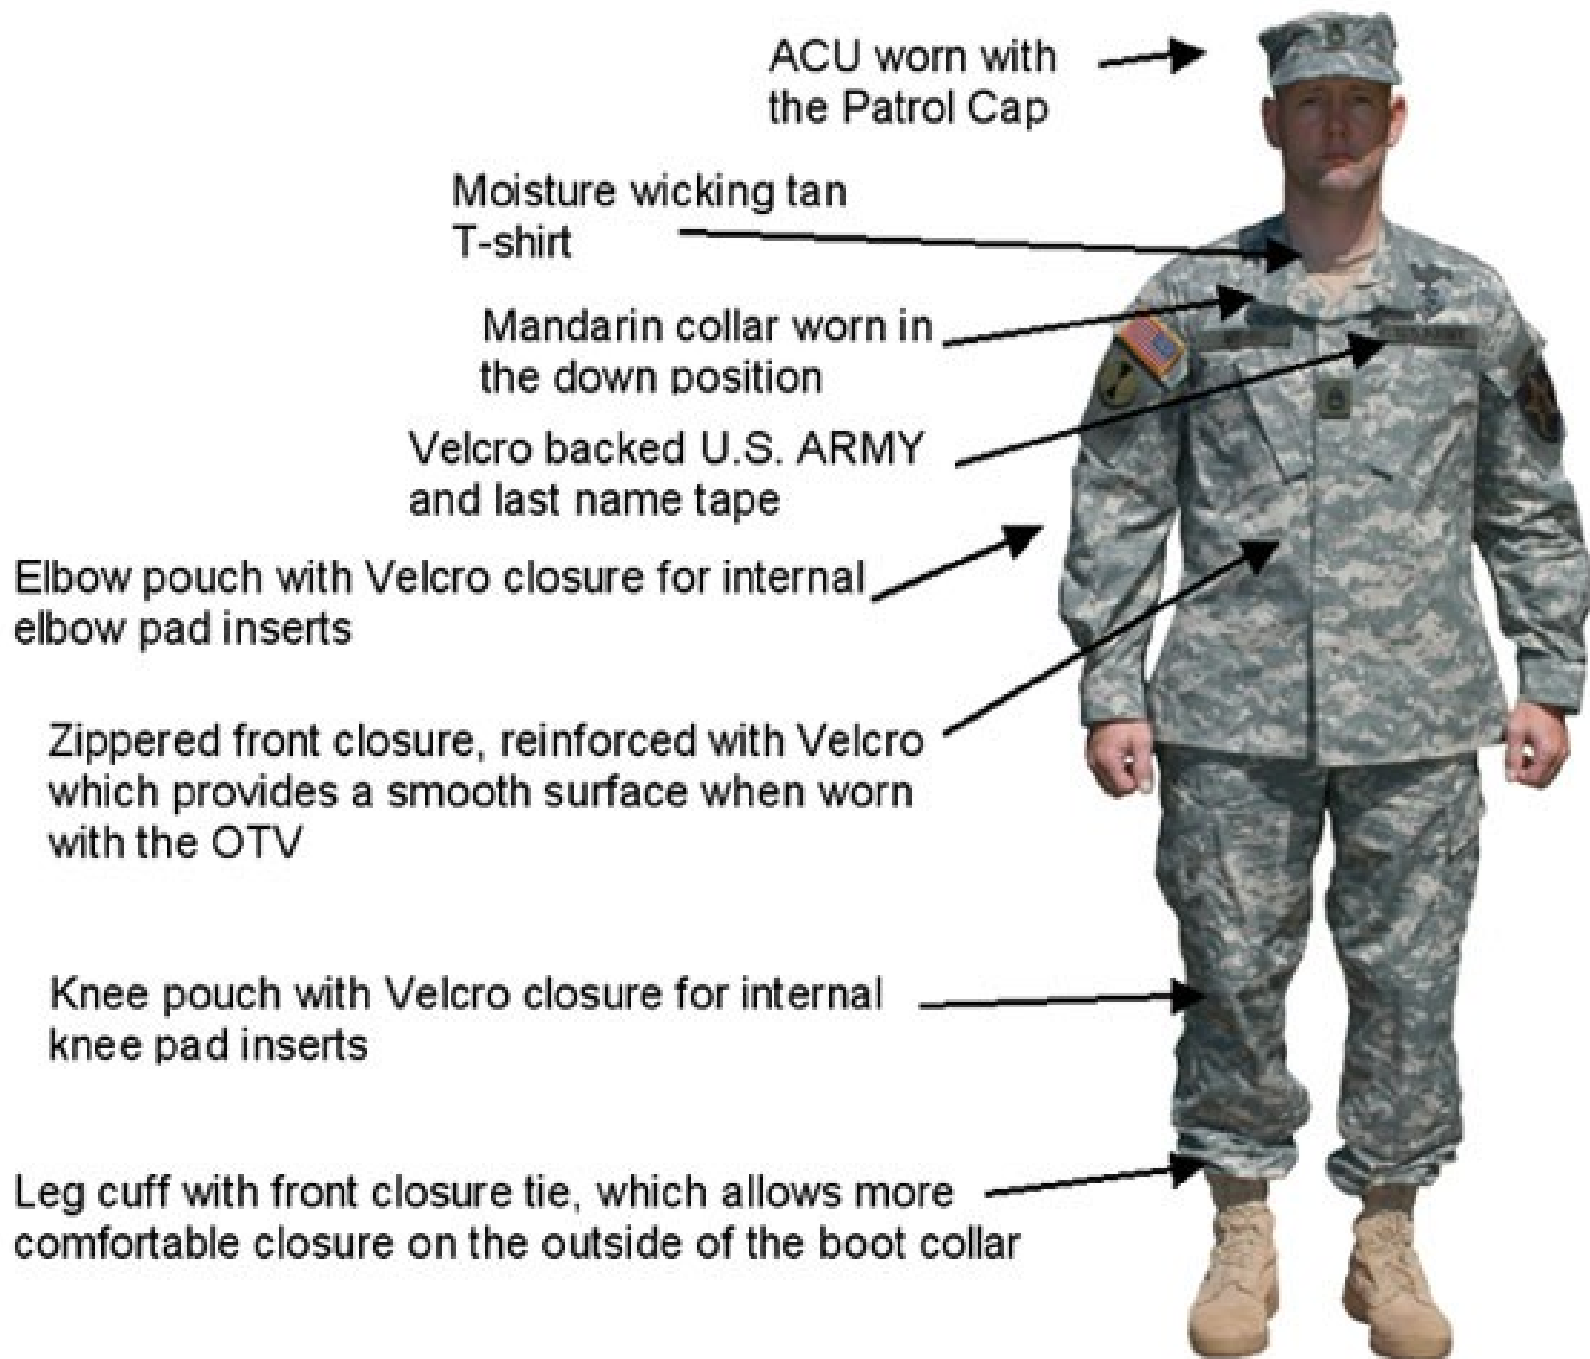 ACU worn with
the Patrol Cap
Moisture wicking tan
T-shirt
Mandarin collar worn in
the down position
Velcro backed U.S. ARMY
and last name tape
Elbow pouch with Velcro closure for internal
elbow pad inserts
Zippered front closure, reinforced with Velcro
which provides a smooth surface when worn
with the OTV
Knee pouch with Velcro closure for internal
knee pad inserts
Leg cuff with front closure tie, which allows more
comfortable closure on the outside of the boot collar